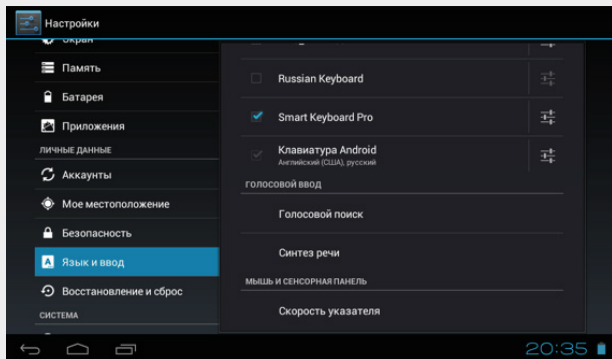 Настройки
Экран
Память
Батарея
Приложения
ЛИЧНЫЕ ДАННЫЕ
Аккаунты
Мое местоположение
Безопасность
Язык и ввод
Восстановление и сброс
СИСТЕМА
Russian Keyboard
Smart Keyboard Pro
Клавиатура Android
Английский (США), русский
ГОЛОСОВОЙ ВВОД
Голосовой поиск
Синтез речи
МЫШЬ И СЕНСОРНАЯ ПАНЕЛЬ
Скорость указателя
20:35